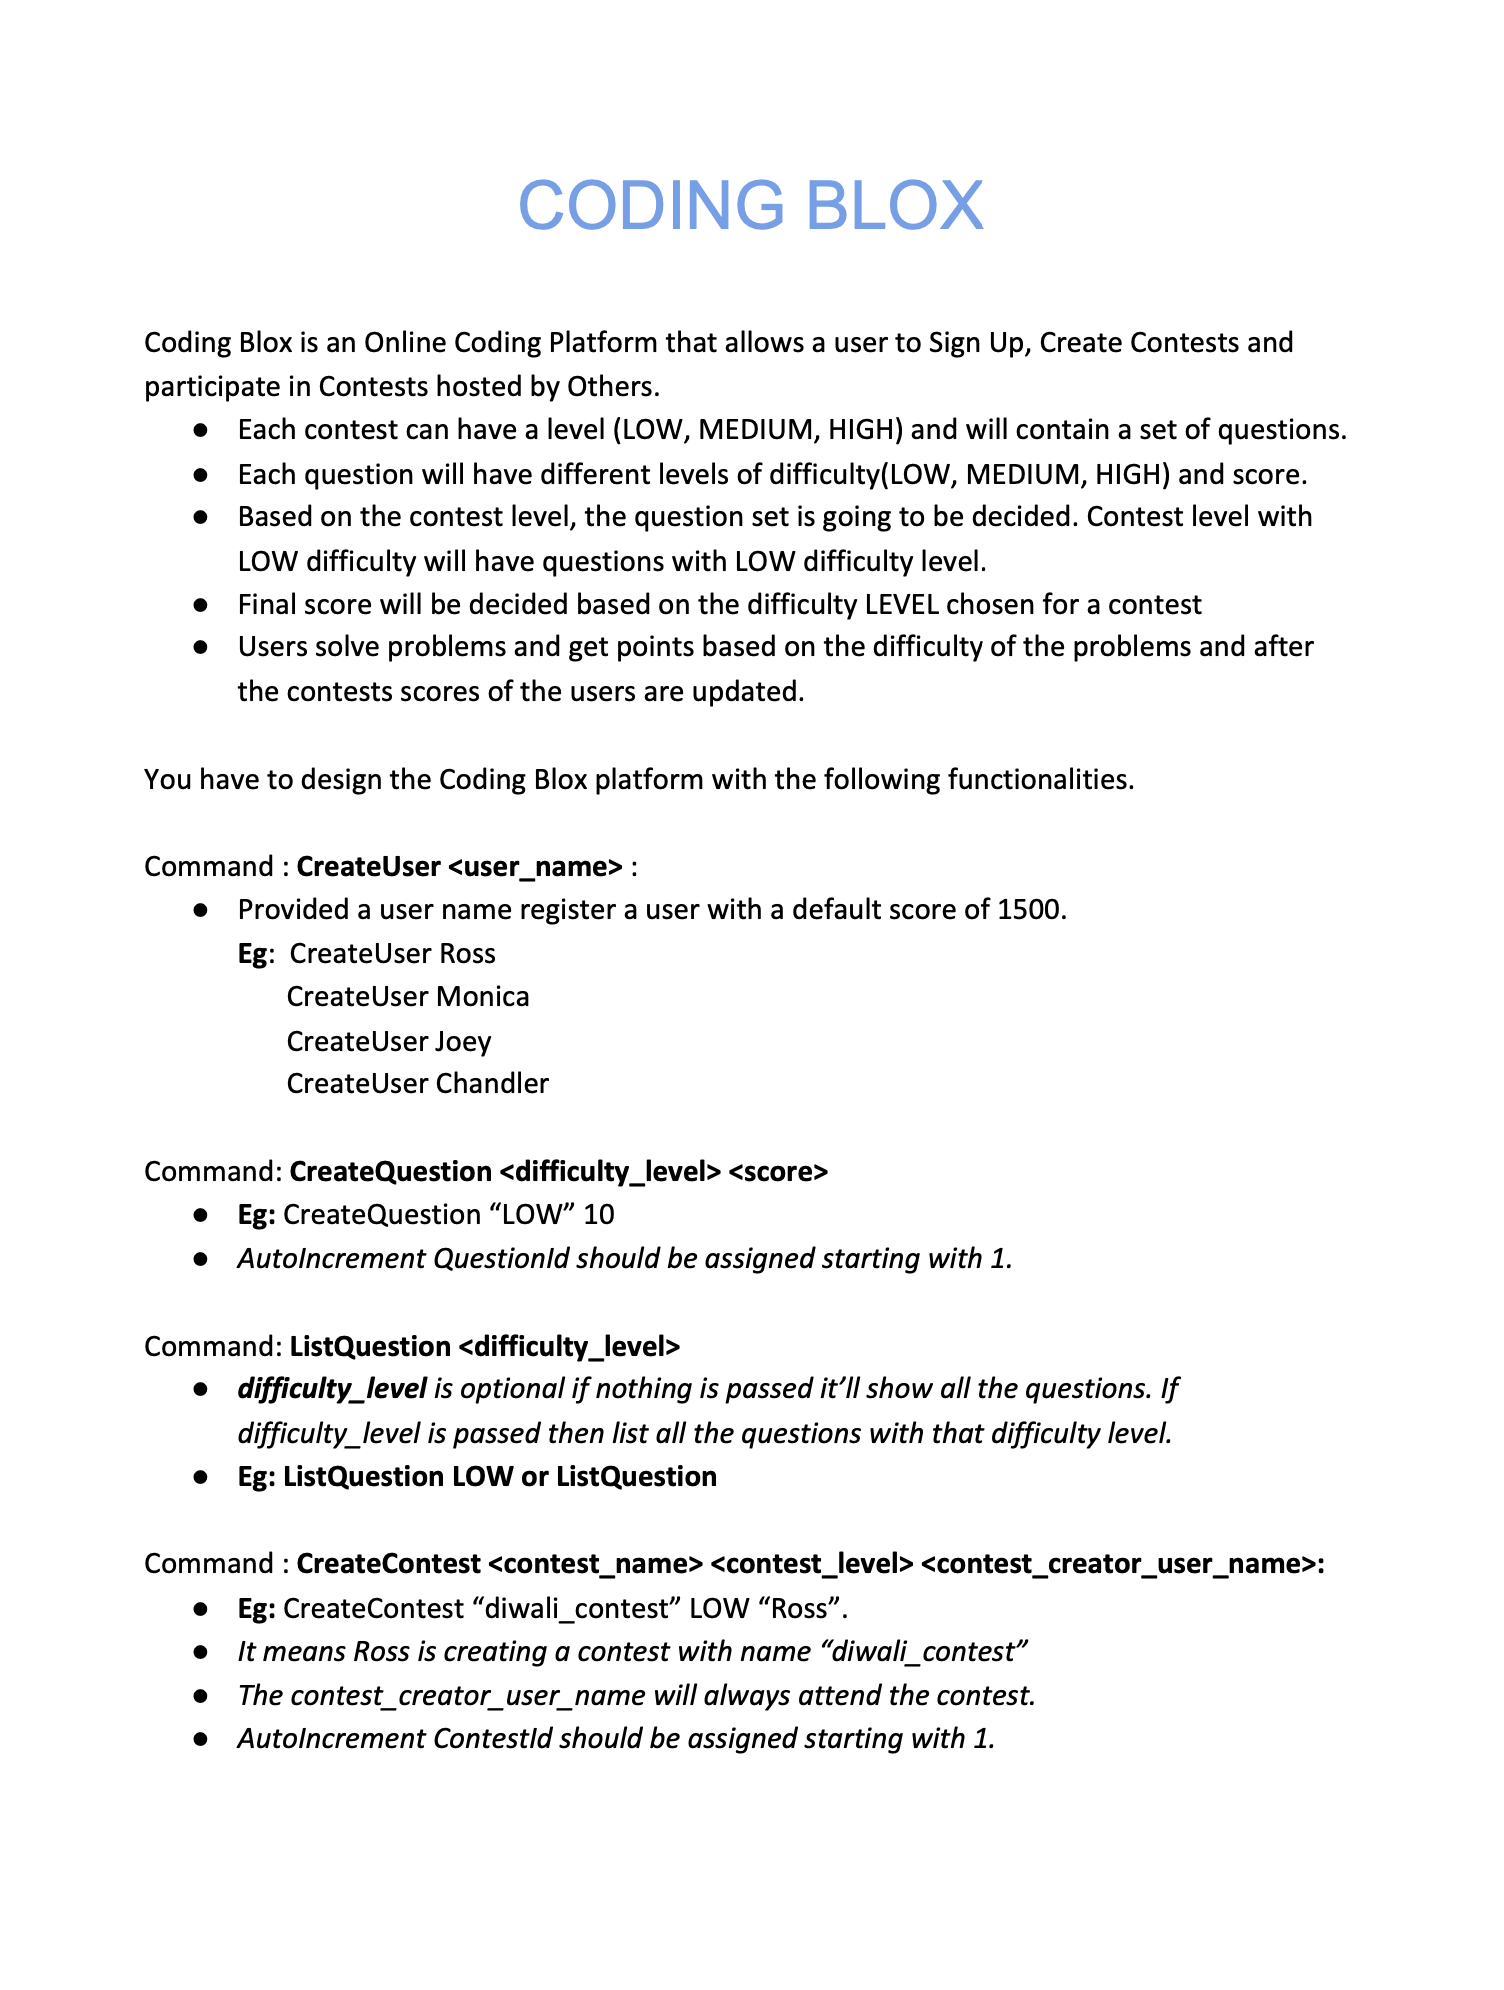 CODING BLOX
Coding Blox is an Online Coding Platform that allows a user to Sign Up, Create Contests and
participate in Contests hosted by Others.
● Each contest can have a level (LOW, MEDIUM, HIGH) and will contain a set of questions.
● Each question will have different levels of difficulty(LOW, MEDIUM, HIGH) and score.
● Based on the contest level, the question set is going to be decided. Contest level with
LOW difficulty will have questions with LOW difficulty level.
● Final score will be decided based on the difficulty LEVEL chosen for a contest
● Users solve problems and get points based on the difficulty of the problems and after
the contests scores of the users are updated.
You have to design the Coding Blox platform with the following functionalities.
Command : CreateUser <user_name> :
● Provided a user name register a user with a default score of 1500.
Eg: CreateUser Ross
CreateUser Monica
CreateUser Joey
CreateUser Chandler
Command: CreateQuestion <difficulty_level> <score>
● Eg: CreateQuestion “LOW” 10
● AutoIncrement QuestionId should be assigned starting with 1.
Command: ListQuestion <difficulty_level>
● difficulty_level is optional if nothing is passed it’ll show all the questions. If
difficulty_level is passed then list all the questions with that difficulty level.
● Eg: ListQuestion LOW or ListQuestion
Command : CreateContest <contest_name> <contest_level> <contest_creator_user_name>:
● Eg: CreateContest “diwali_contest” LOW “Ross”.
● It means Ross is creating a contest with name “diwali_contest”
● The contest_creator_user_name will always attend the contest.
● AutoIncrement ContestId should be assigned starting with 1.